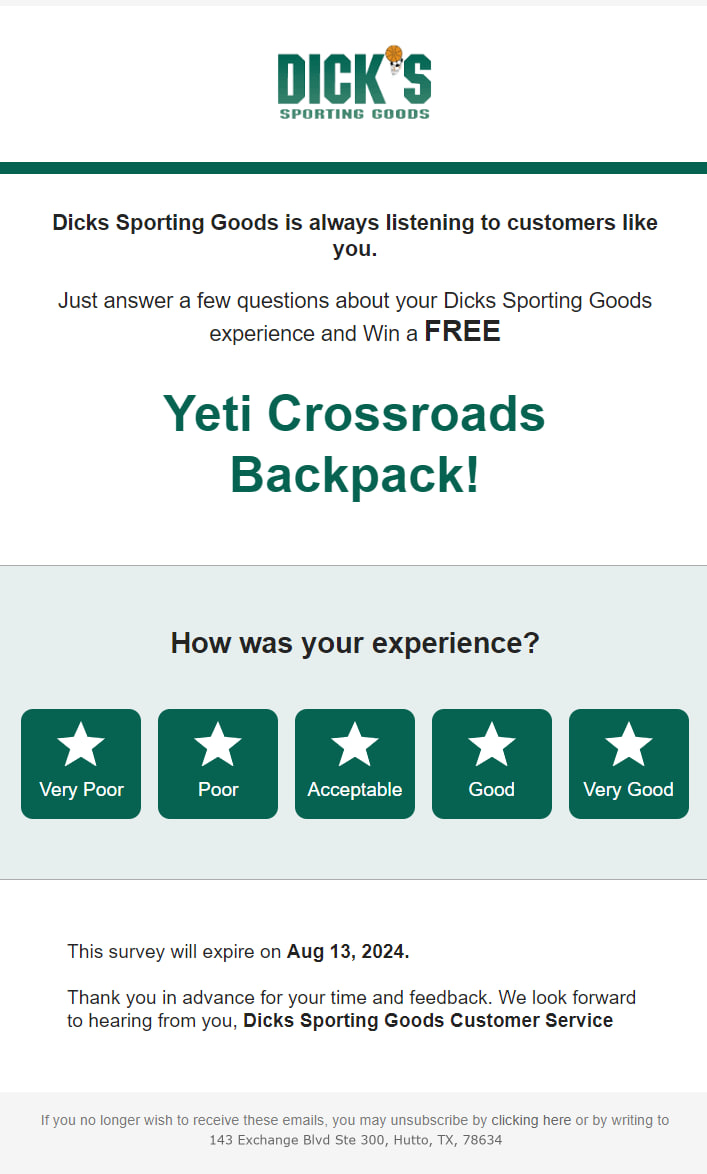 DICK'S
SPORTING GOODS
Dicks Sporting Goods is always listening to customers like
you.
Just answer a few questions about your Dicks Sporting Goods
experience and Win a FREE
Yeti Crossroads
Backpack!
How was your experience?
Very Poor Poor Acceptable Good Very Good
This survey will expire on Aug 13, 2024.
Thank you in advance for your time and feedback. We look forward
to hearing from you, Dicks Sporting Goods Customer Service
If you no longer wish to receive these emails, you may unsubscribe by clicking here or by writing to
143 Exchange Blvd Ste 300, Hutto, TX, 78634